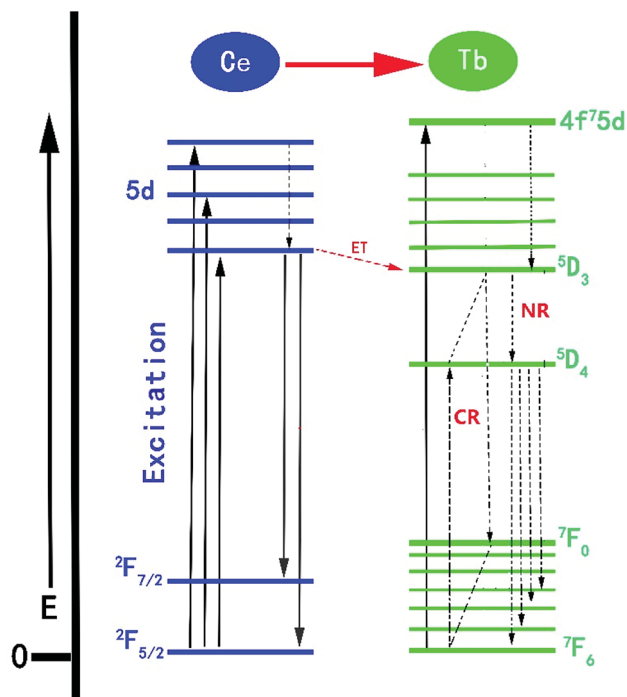 Ce
Tb
4f⁷5d
5d
ET
⁵D₃
NR
⁵D₄
Excitation
CR
⁷F₀
²F₇/₂
E
²F₅/₂
0
⁷F₆